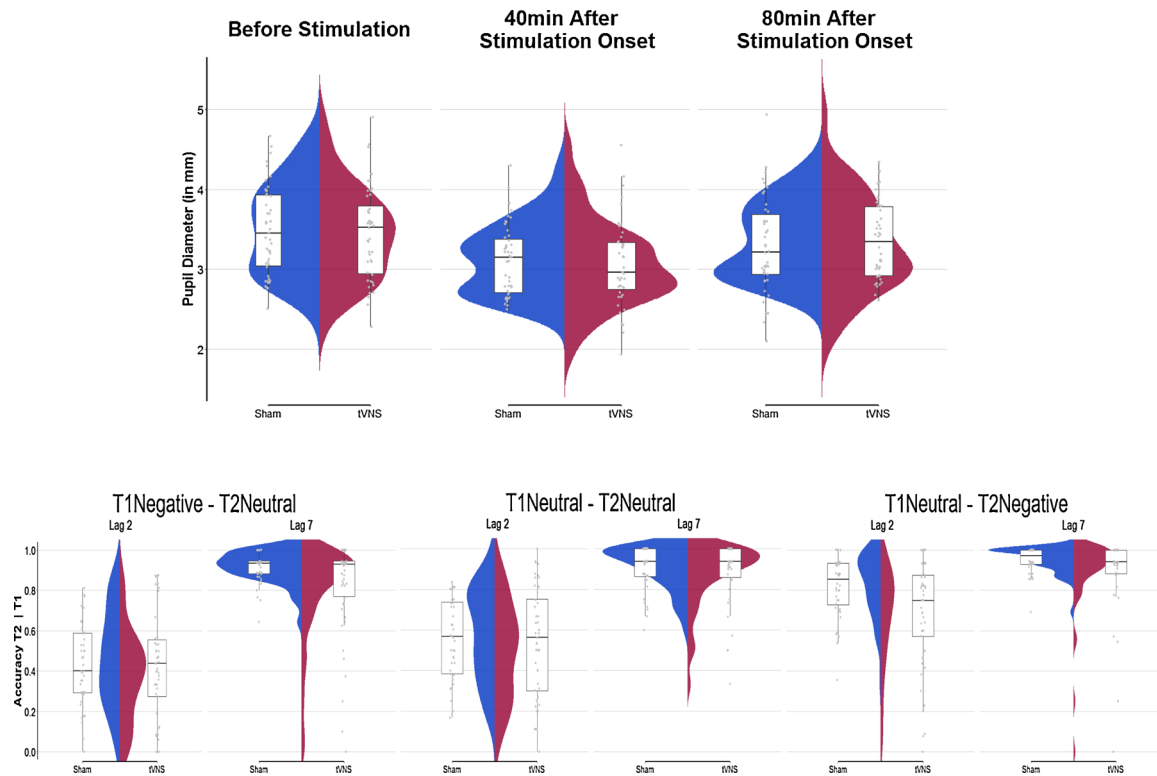 Before Stimulation
40min After
Stimulation Onset
80min After
Stimulation Onset
Pupil Diameter (in mm)
5
4
3
2
Sham tVNS
Sham tVNS
Sham tVNS
T1Negative - T2Neutral
T1Neutral - T2Neutral
T1Neutral - T2Negative
Lag 2 Lag 7
Lag 2 Lag 7
Lag 2 Lag 7
Accuracy T2 | T1
1.0
0.8
0.6
0.4
0.2
0.0
Sham tVNS
Sham tVNS
Sham tVNS
Sham tVNS
Sham tVNS
Sham tVNS